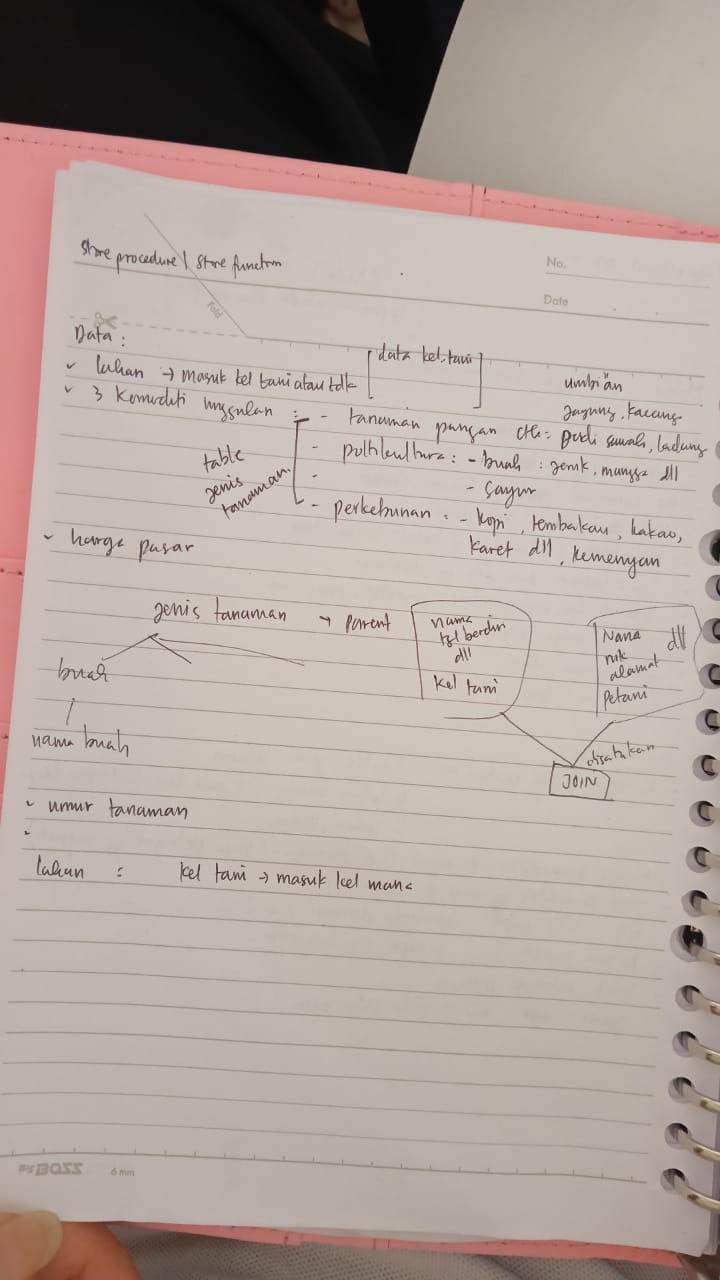 Store procedure / store function
No.
Date
Fold
Data :
✓ lahan → masuk kel tani atau tdk [data kel.tani]
umbian
jagung, kacang
✓ 3 Komoditi unggulan : - tanaman pangan cth : padi sawah, ladang
table jenis tanaman
- holtikultura : - buah : jeruk, mangga dll
-
- sayur
- perkebunan : - kopi, tembakau, kakao,
karet dll, kemenyan
✓ harga pasar
jenis tanaman → parent
nama
tgl berdiri
dll
kel tani
Nama
nik
alamat
dll
Petani
buah
nama buah
disatukan
JOIN
✓ umur tanaman
lahan : kel tani → masuk kel mana
BIG BOSS 6 mm